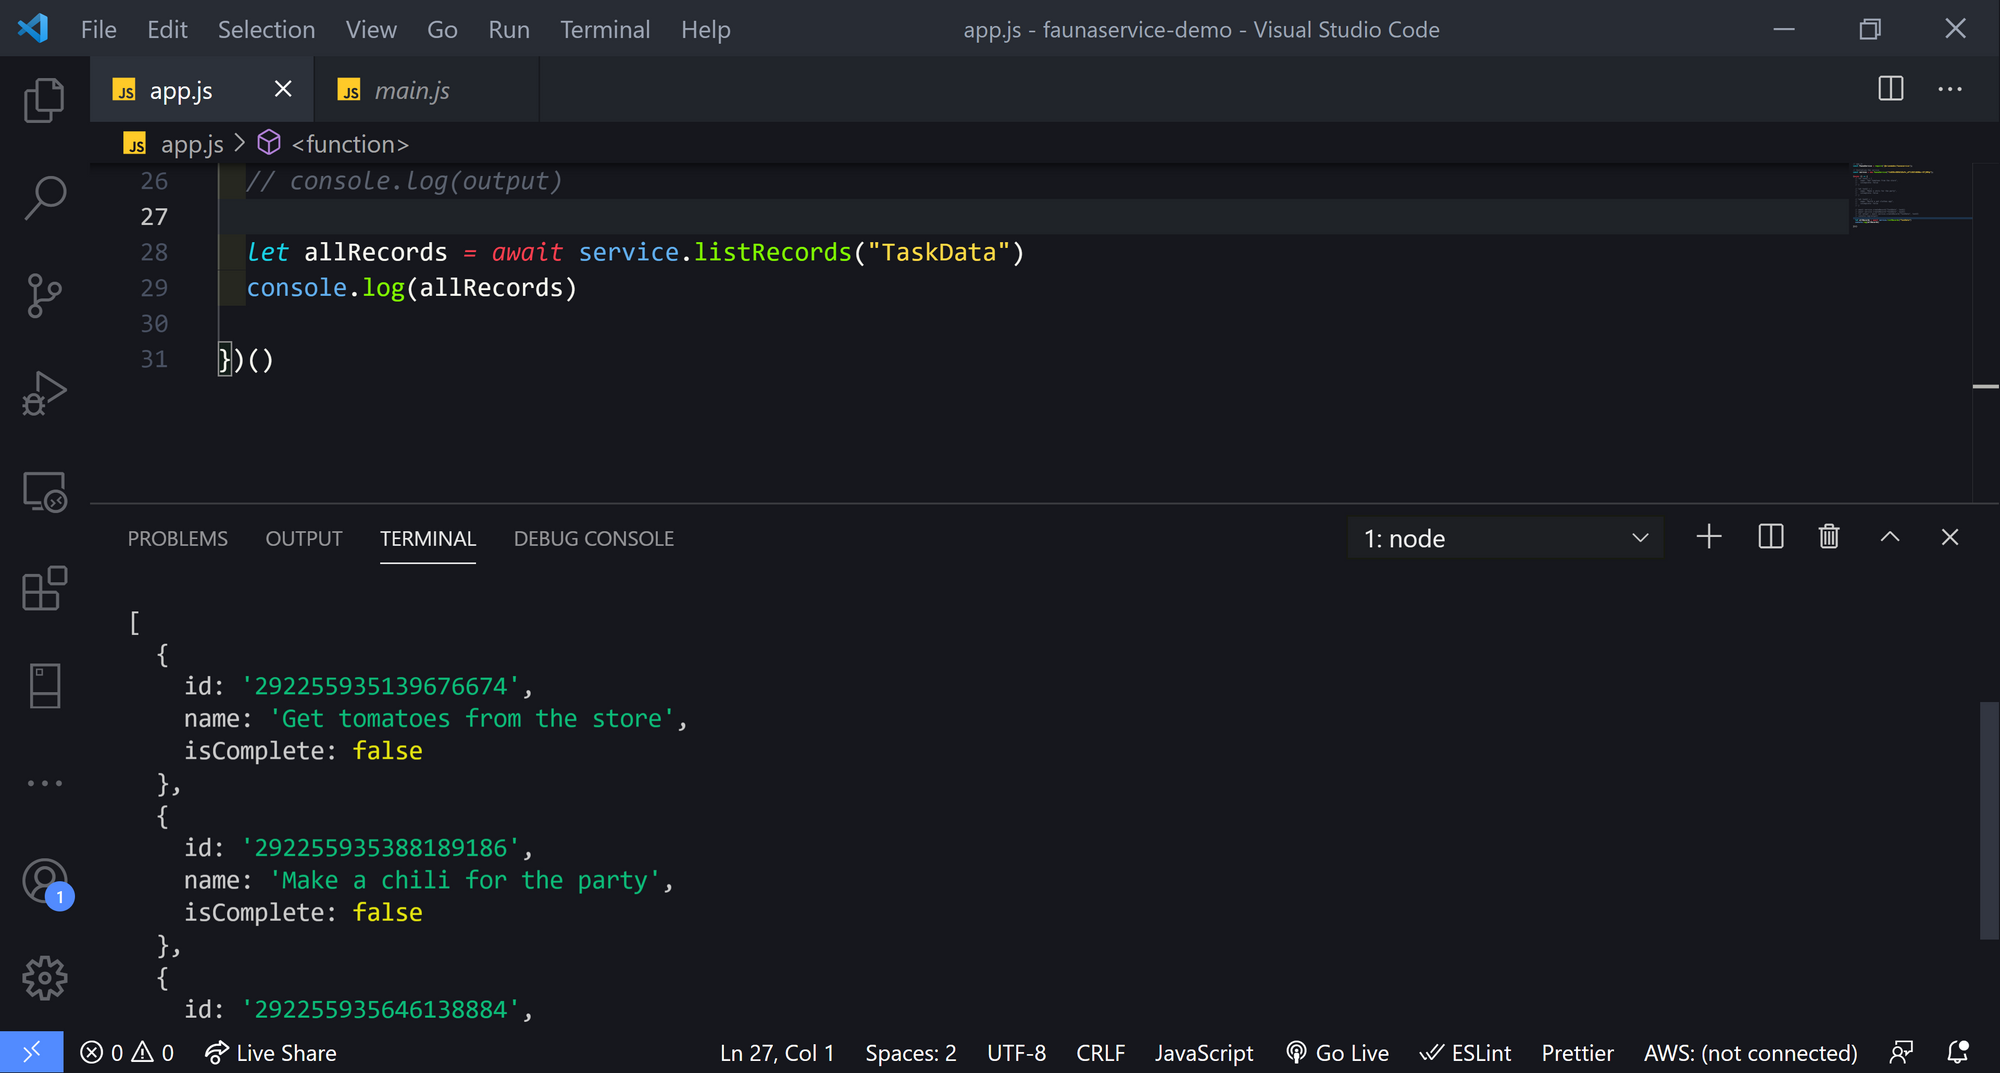 File Edit Selection View Go Run Terminal Help app.js - faunaservice-demo - Visual Studio Code
JS app.js JS main.js
JS app.js > <function>
26 // console.log(output)
27
28 let allRecords = await service.listRecords("TaskData")
29 console.log(allRecords)
30
31 })()
PROBLEMS OUTPUT TERMINAL DEBUG CONSOLE 1: node
[
{
id: '292255935139676674',
name: 'Get tomatoes from the store',
isComplete: false
},
{
id: '292255935388189186',
name: 'Make a chili for the party',
isComplete: false
},
{
id: '292255935646138884',
1
0 0 Live Share Ln 27, Col 1 Spaces: 2 UTF-8 CRLF JavaScript Go Live ESLint Prettier AWS: (not connected)